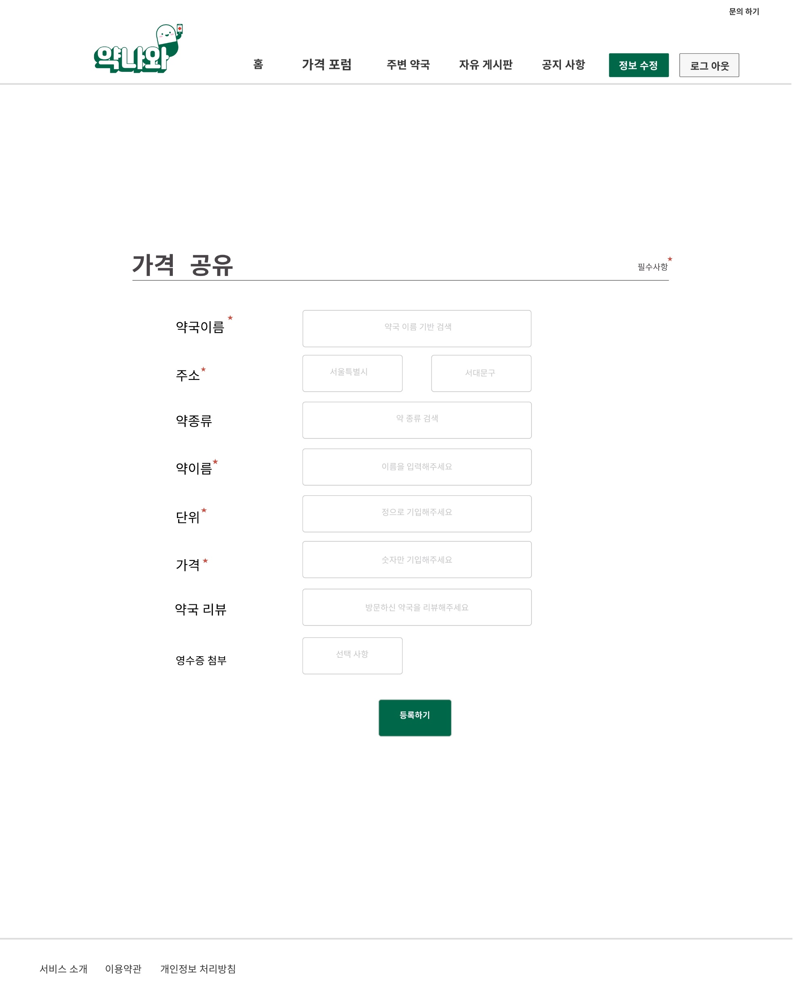 문의 하기
약나와
홈 가격 포럼 주변 약국 자유 게시판 공지 사항 정보 수정 로그 아웃
가격 공유
필수사항★
약국이름★ 약국 이름 기반 검색
주소★ 서울특별시 서대문구
약종류 약 종류 검색
약이름★ 이름을 입력해주세요
단위★ 정으로 기입해주세요
가격★ 숫자만 기입해주세요
약국 리뷰 방문하신 약국을 리뷰해주세요
영수증 첨부 선택 사항
등록하기
서비스 소개 이용약관 개인정보 처리방침